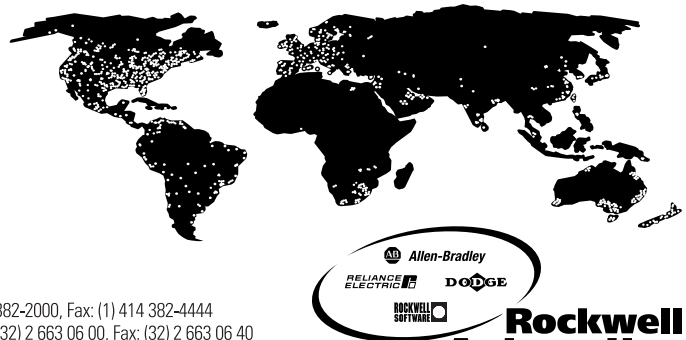 AB Allen-Bradley
RELIANCE ELECTRIC
DODGE
ROCKWELL SOFTWARE
382-2000, Fax: (1) 414 382-4444
32) 2 663 06 00, Fax: (32) 2 663 06 40
Rockwell